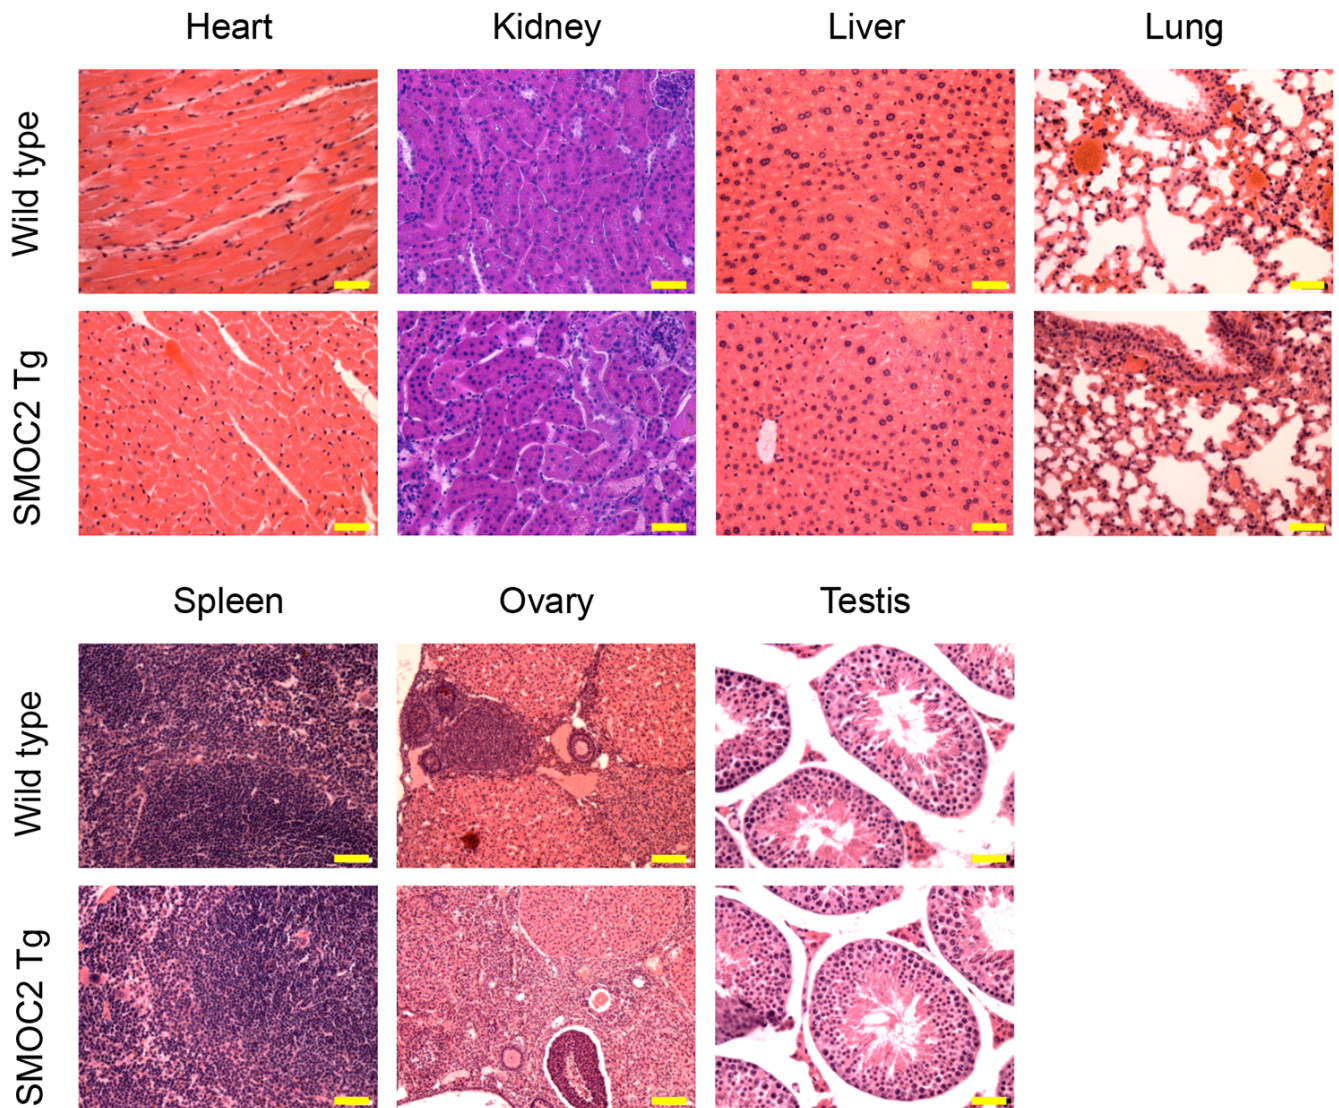 Heart Kidney Liver Lung
Wild type
SMOC2 Tg
Spleen Ovary Testis
Wild type
SMOC2 Tg